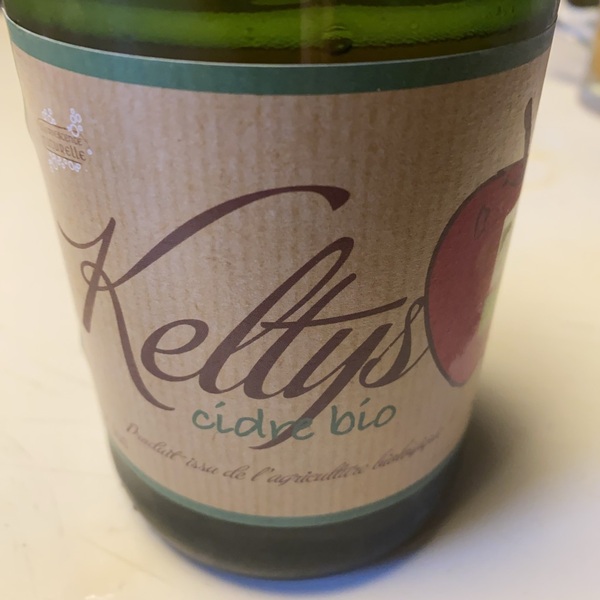 Keltys
cidre bio
Produit issu de l'agriculture biologique